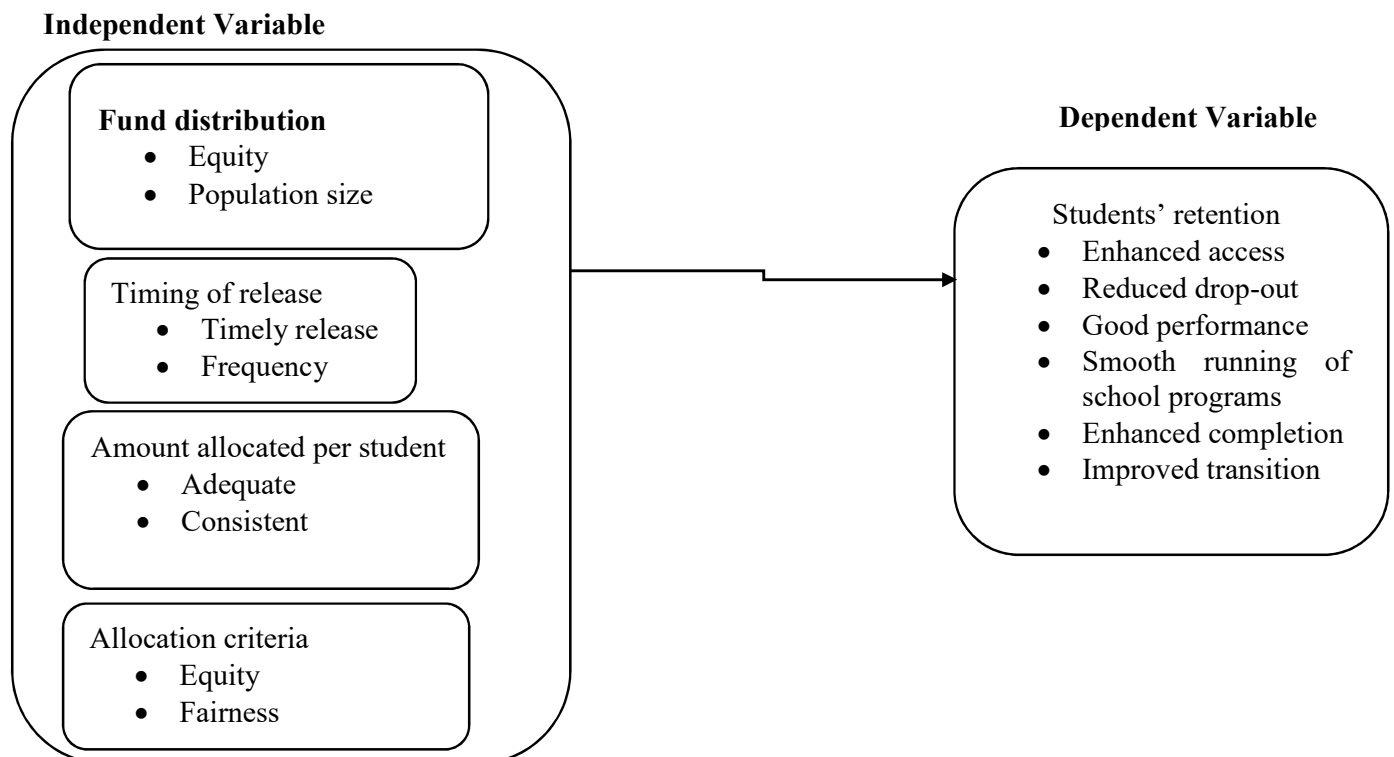 Independent Variable
Fund distribution
• Equity
• Population size
Timing of release
• Timely release
• Frequency
Amount allocated per student
• Adequate
• Consistent
Allocation criteria
• Equity
• Fairness
Dependent Variable
Students’ retention
• Enhanced access
• Reduced drop-out
• Good performance
• Smooth running of
school programs
• Enhanced completion
• Improved transition